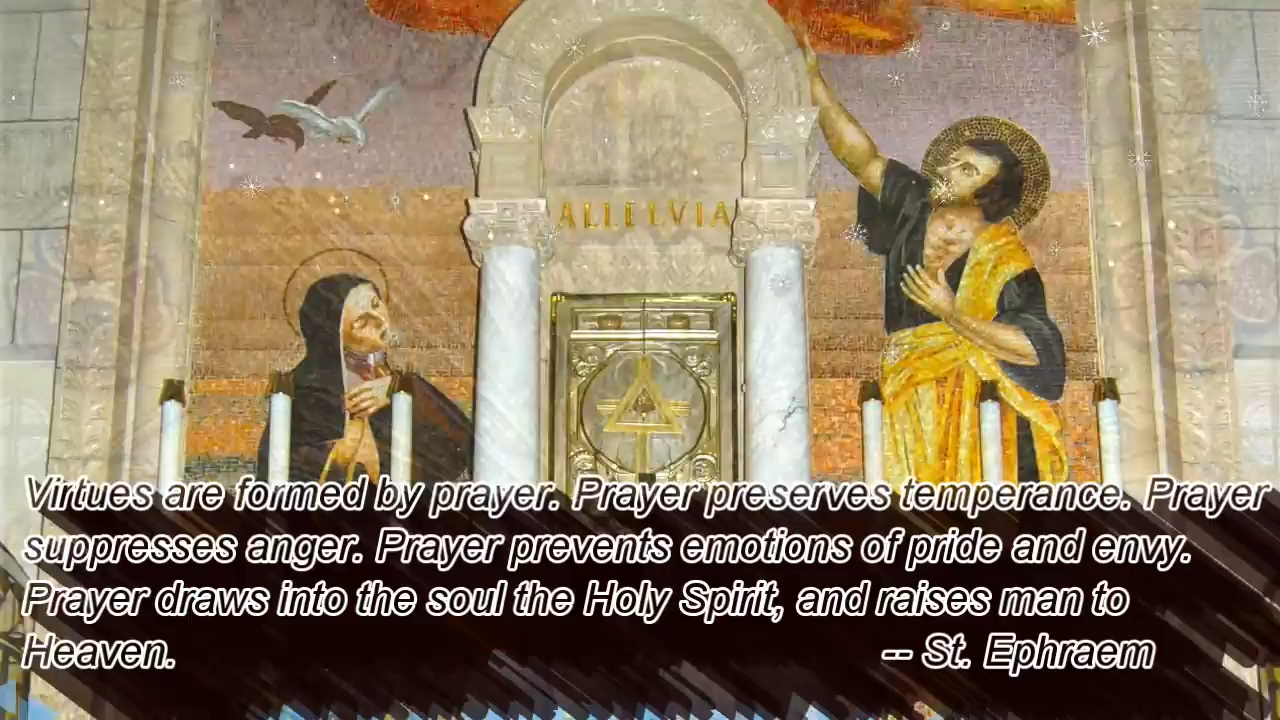 ALLELVIA
Virtues are formed by prayer. Prayer preserves temperance. Prayer
suppresses anger. Prayer prevents emotions of pride and envy.
Prayer draws into the soul the Holy Spirit, and raises man to
Heaven. -- St. Ephraem